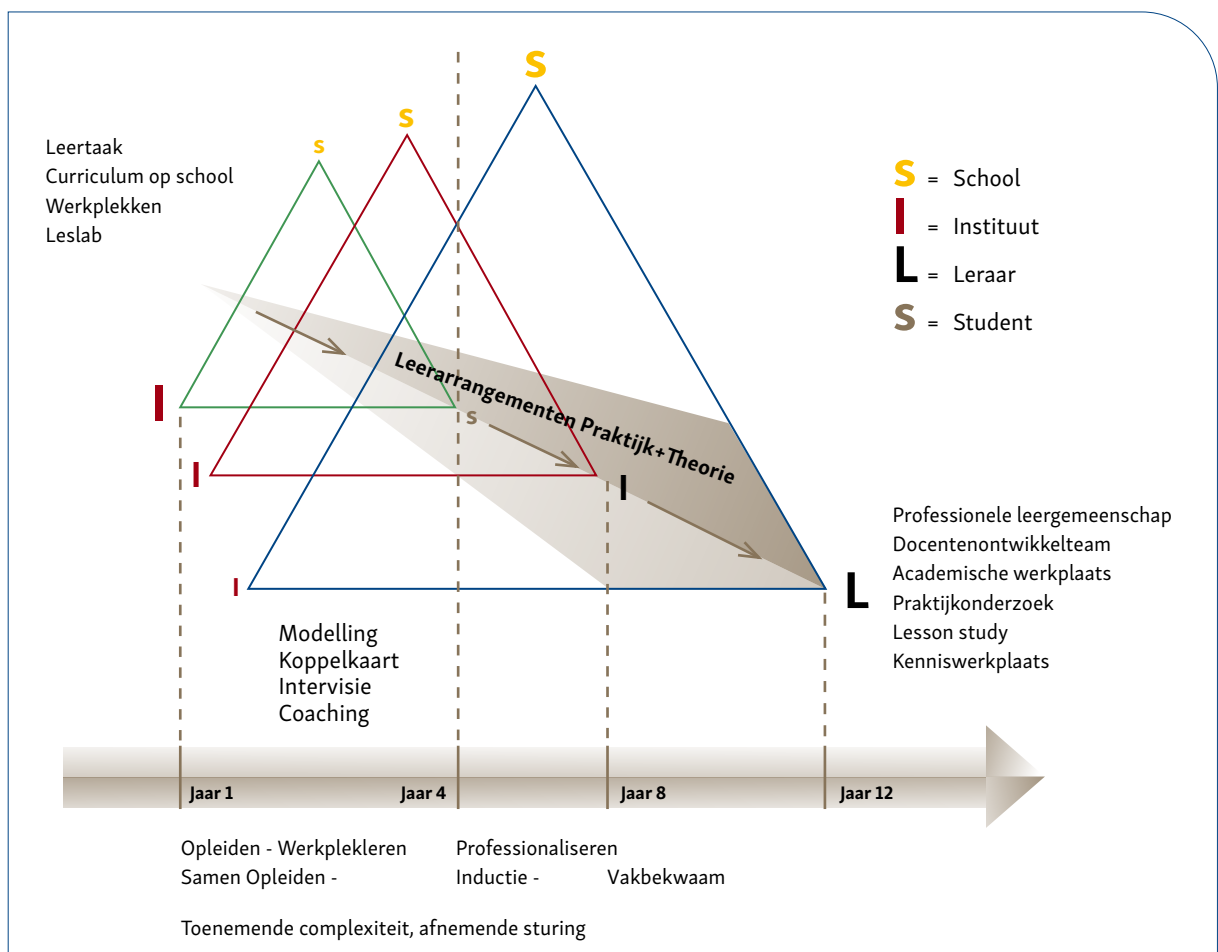 S
S
s
Leertaak
Curriculum op school
Werkplekken
Leslab
S = School
I = Instituut
L = Leraar
S = Student
Leerarrangementen Praktijk+Theorie
I
s
I
l
I
L
Professionele leergemeenschap
Docentenontwikkelteam
Academische werkplaats
Praktijkonderzoek
Lesson study
Kenniswerkplaats
Modelling
Koppelkaart
Intervisie
Coaching
Jaar 1
Jaar 4
Jaar 8
Jaar 12
Opleiden - Werkplekleren
Professionaliseren
Samen Opleiden -
Inductie -
Vakbekwaam
Toenemende complexiteit, afnemende sturing